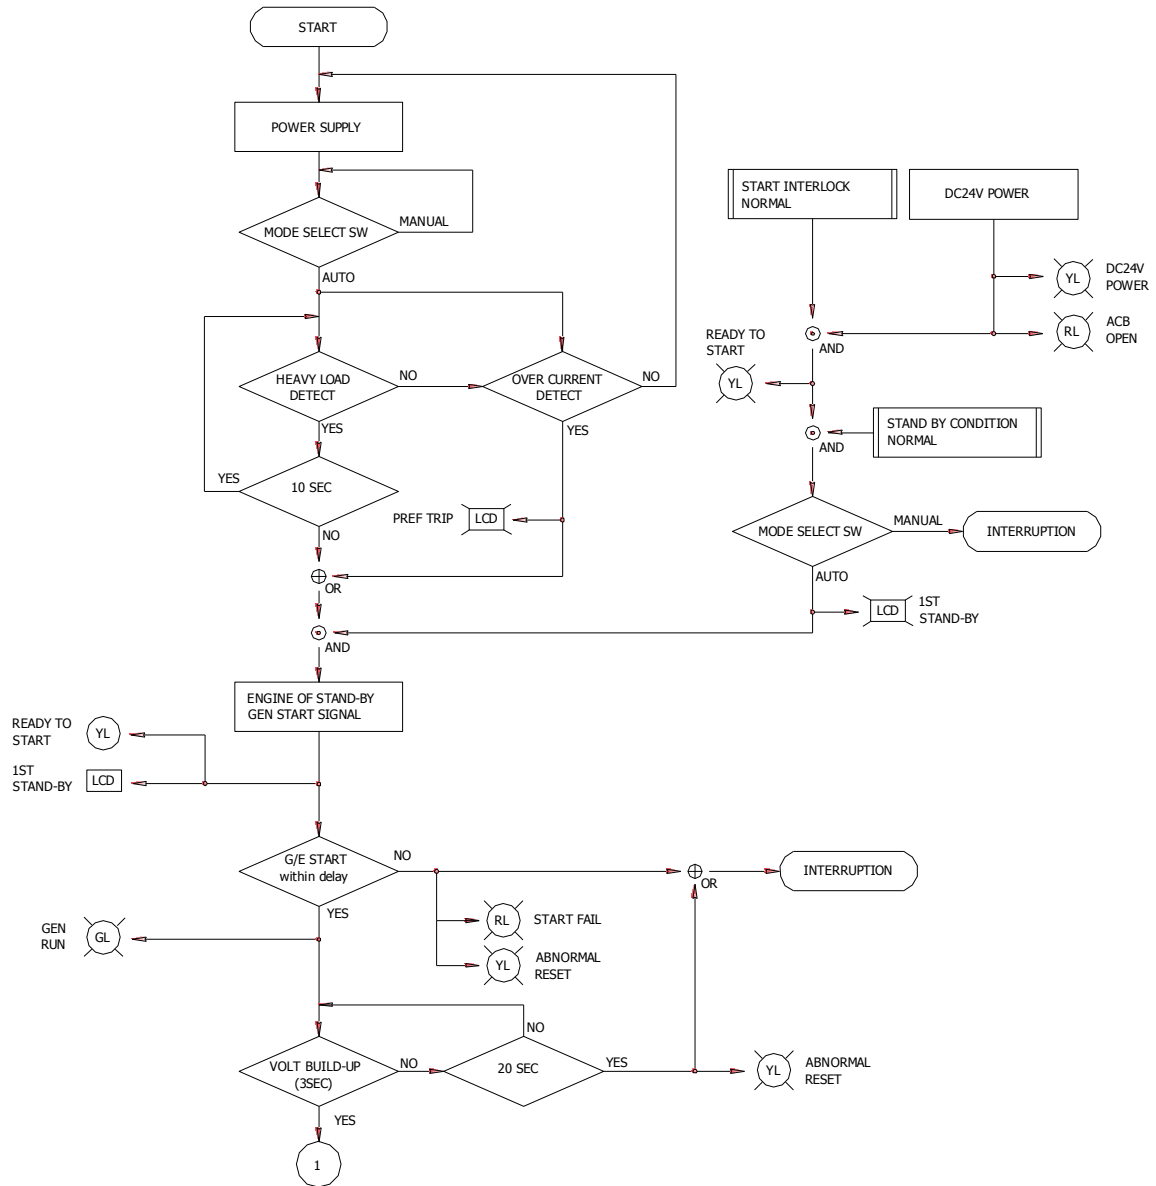 START
POWER SUPPLY
MODE SELECT SW
MANUAL
AUTO
HEAVY LOAD
DETECT
NO
YES
OVER CURRENT
DETECT
NO
YES
10 SEC
YES
NO
PREF TRIP
LCD
OR
AND
START INTERLOCK
NORMAL
DC24V POWER
YL
DC24V
POWER
RL
ACB
OPEN
AND
READY TO
START
YL
STAND BY CONDITION
NORMAL
AND
MODE SELECT SW
MANUAL
INTERRUPTION
AUTO
LCD
1ST
STAND-BY
ENGINE OF STAND-BY
GEN START SIGNAL
READY TO
START
YL
1ST
STAND-BY
LCD
G/E START
within delay
NO
YES
OR
INTERRUPTION
RL
START FAIL
YL
ABNORMAL
RESET
GEN
RUN
GL
VOLT BUILD-UP
(3SEC)
NO
YES
20 SEC
NO
YES
YL
ABNORMAL
RESET
1